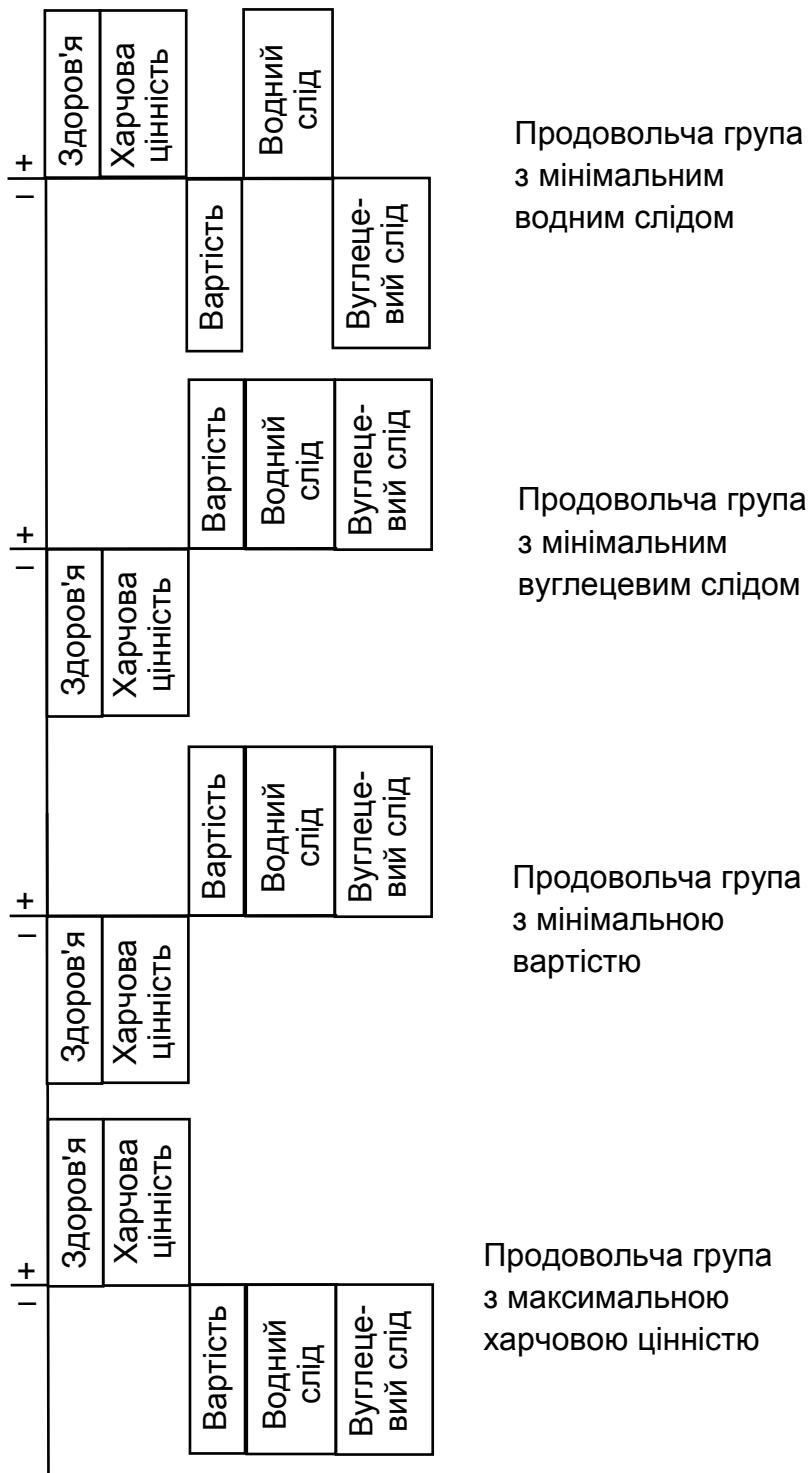 +
–
Здоров'я
Харчова
цінність
Вартість
Водний
слід
Вуглеце-
вий слід
Продовольча група
з мінімальним
водним слідом
+
–
Здоров'я
Харчова
цінність
Вартість
Водний
слід
Вуглеце-
вий слід
Продовольча група
з мінімальним
вуглецевим слідом
+
–
Здоров'я
Харчова
цінність
Вартість
Водний
слід
Вуглеце-
вий слід
Продовольча група
з мінімальною
вартістю
+
–
Здоров'я
Харчова
цінність
Вартість
Водний
слід
Вуглеце-
вий слід
Продовольча група
з максимальною
харчовою цінністю